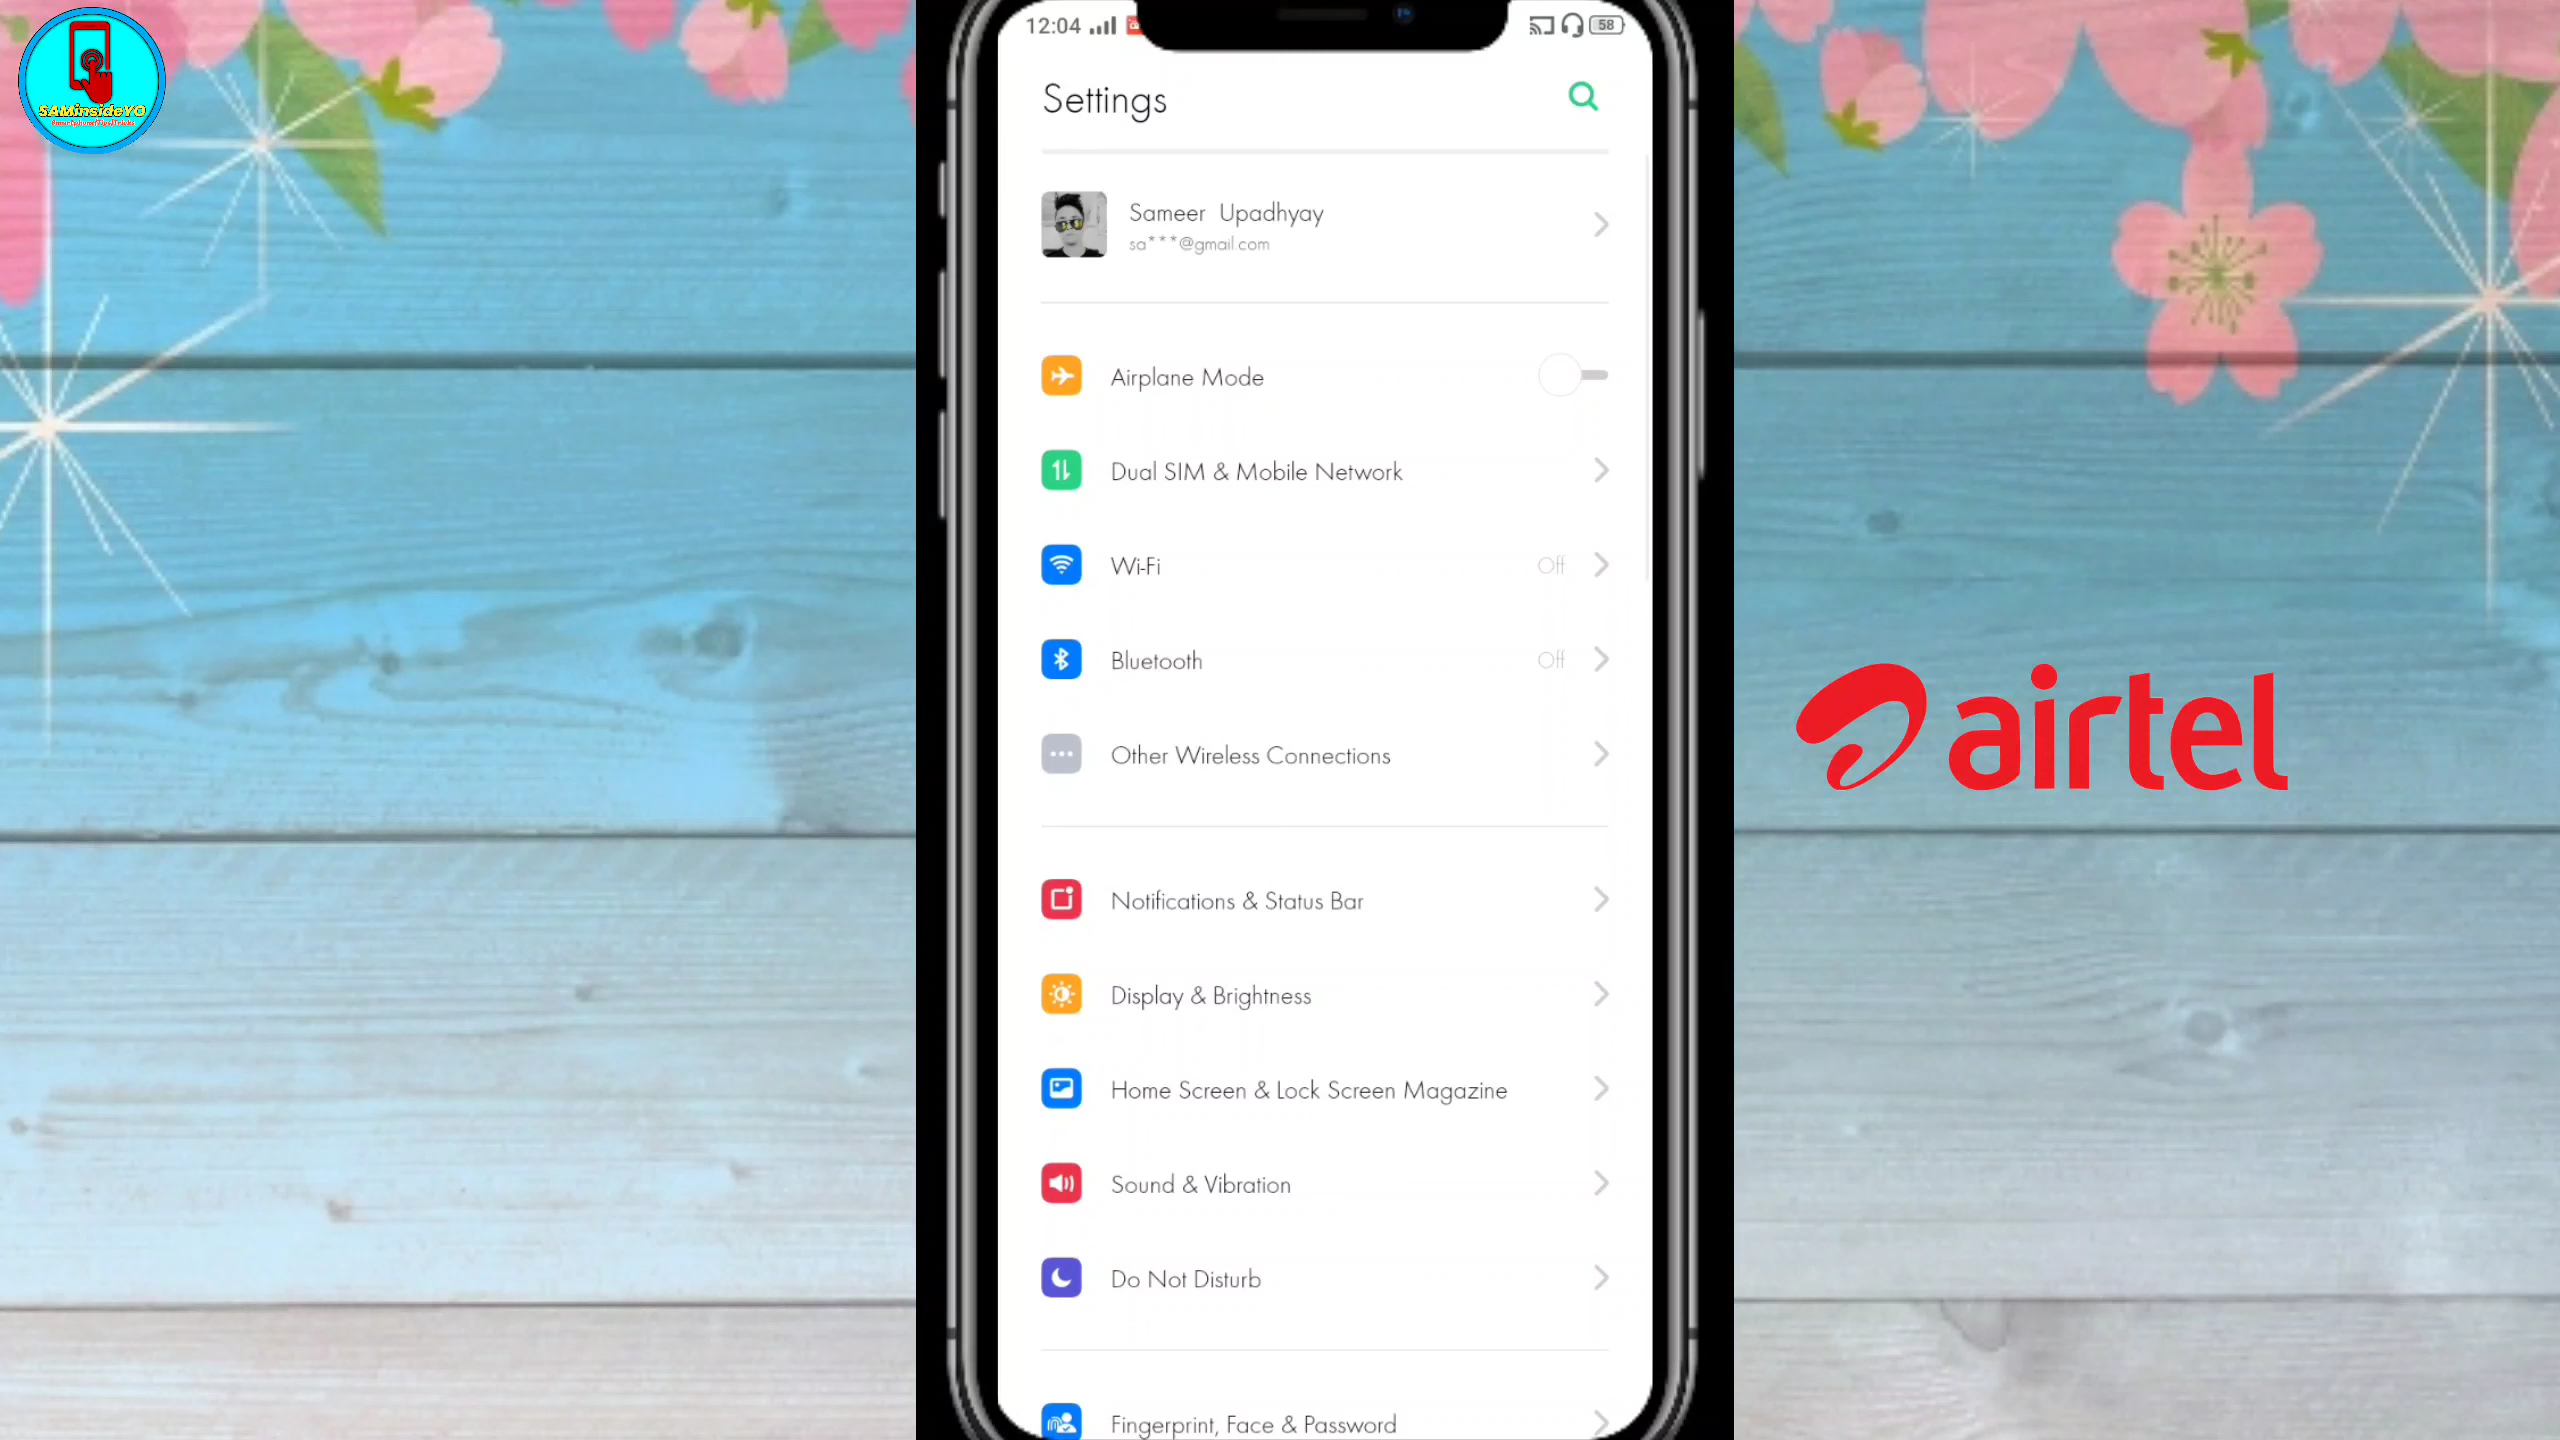 SAMinsideYO
12:04
58
Settings
Sameer Upadhyay
sa***@gmail.com
Airplane Mode
Dual SIM & Mobile Network
Wi-Fi
Off
Bluetooth
Off
Other Wireless Connections
airtel
Notifications & Status Bar
Display & Brightness
Home Screen & Lock Screen Magazine
Sound & Vibration
Do Not Disturb
Fingerprint, Face & Password